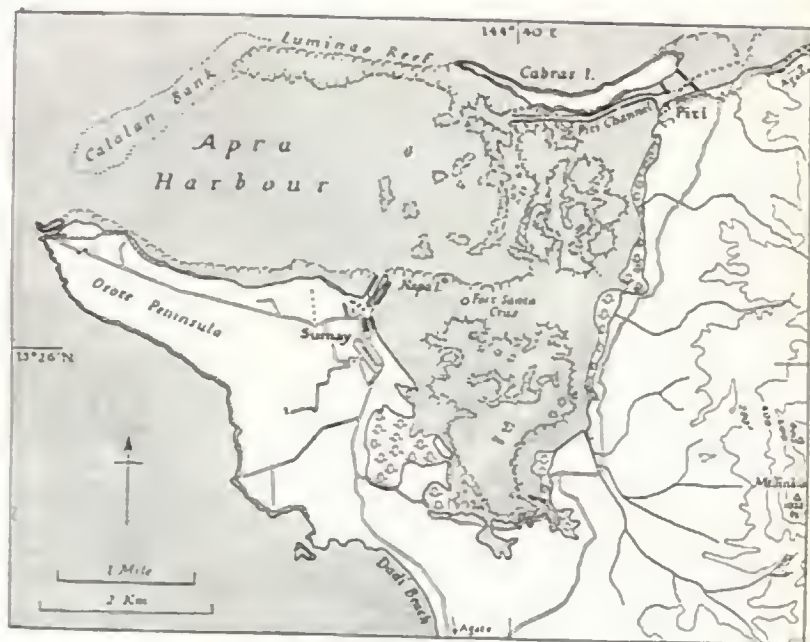 144° 40 E
Luminao Reef
Cabras I.
Calalan Bank
Piti Channel
Piti
Apra
Harbour
Orote Peninsula
Sumay
Fort Santa
Cruz
13° 26' N
1 Mile
2 Km
Dadi Beach
Agate